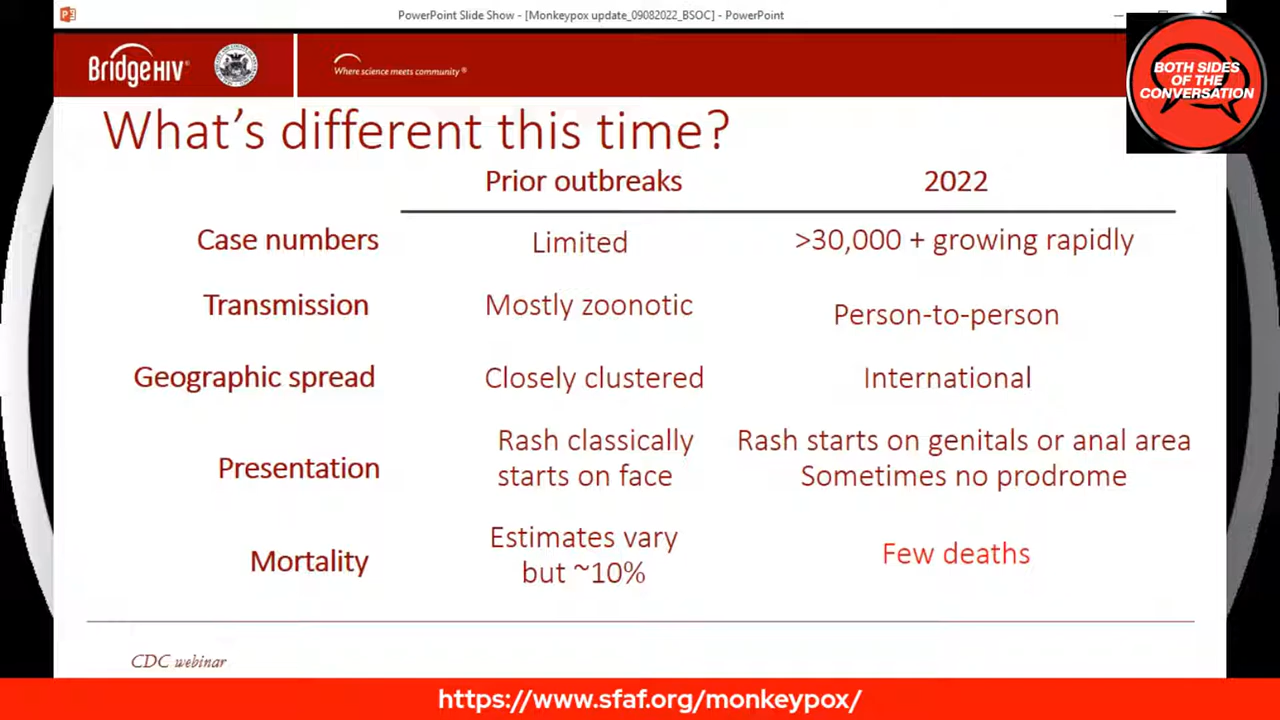 PowerPoint Slide Show - [Monkeypox update_09082022_BSOC] - PowerPoint
BridgeHIV®
Where science meets community®
BOTH SIDES
OF THE
CONVERSATION
What's different this time?
Prior outbreaks 2022
Case numbers Limited >30,000 + growing rapidly
Transmission Mostly zoonotic Person-to-person
Geographic spread Closely clustered International
Presentation Rash classically Rash starts on genitals or anal area
starts on face Sometimes no prodrome
Mortality Estimates vary Few deaths
but ~10%
CDC webinar
https://www.sfaf.org/monkeypox/